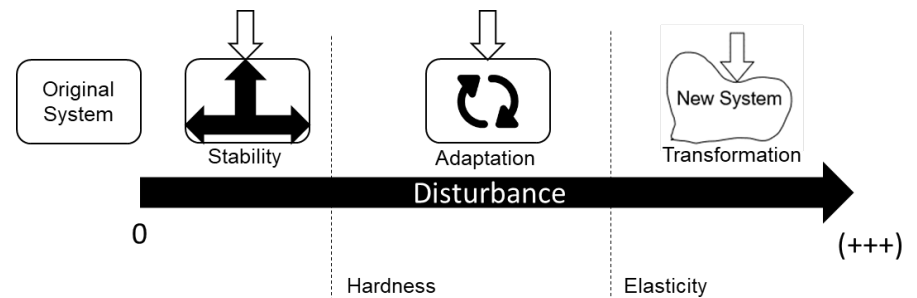 Original
System
Stability
Adaptation
New System
Transformation
Disturbance
0
(+++)
Hardness
Elasticity